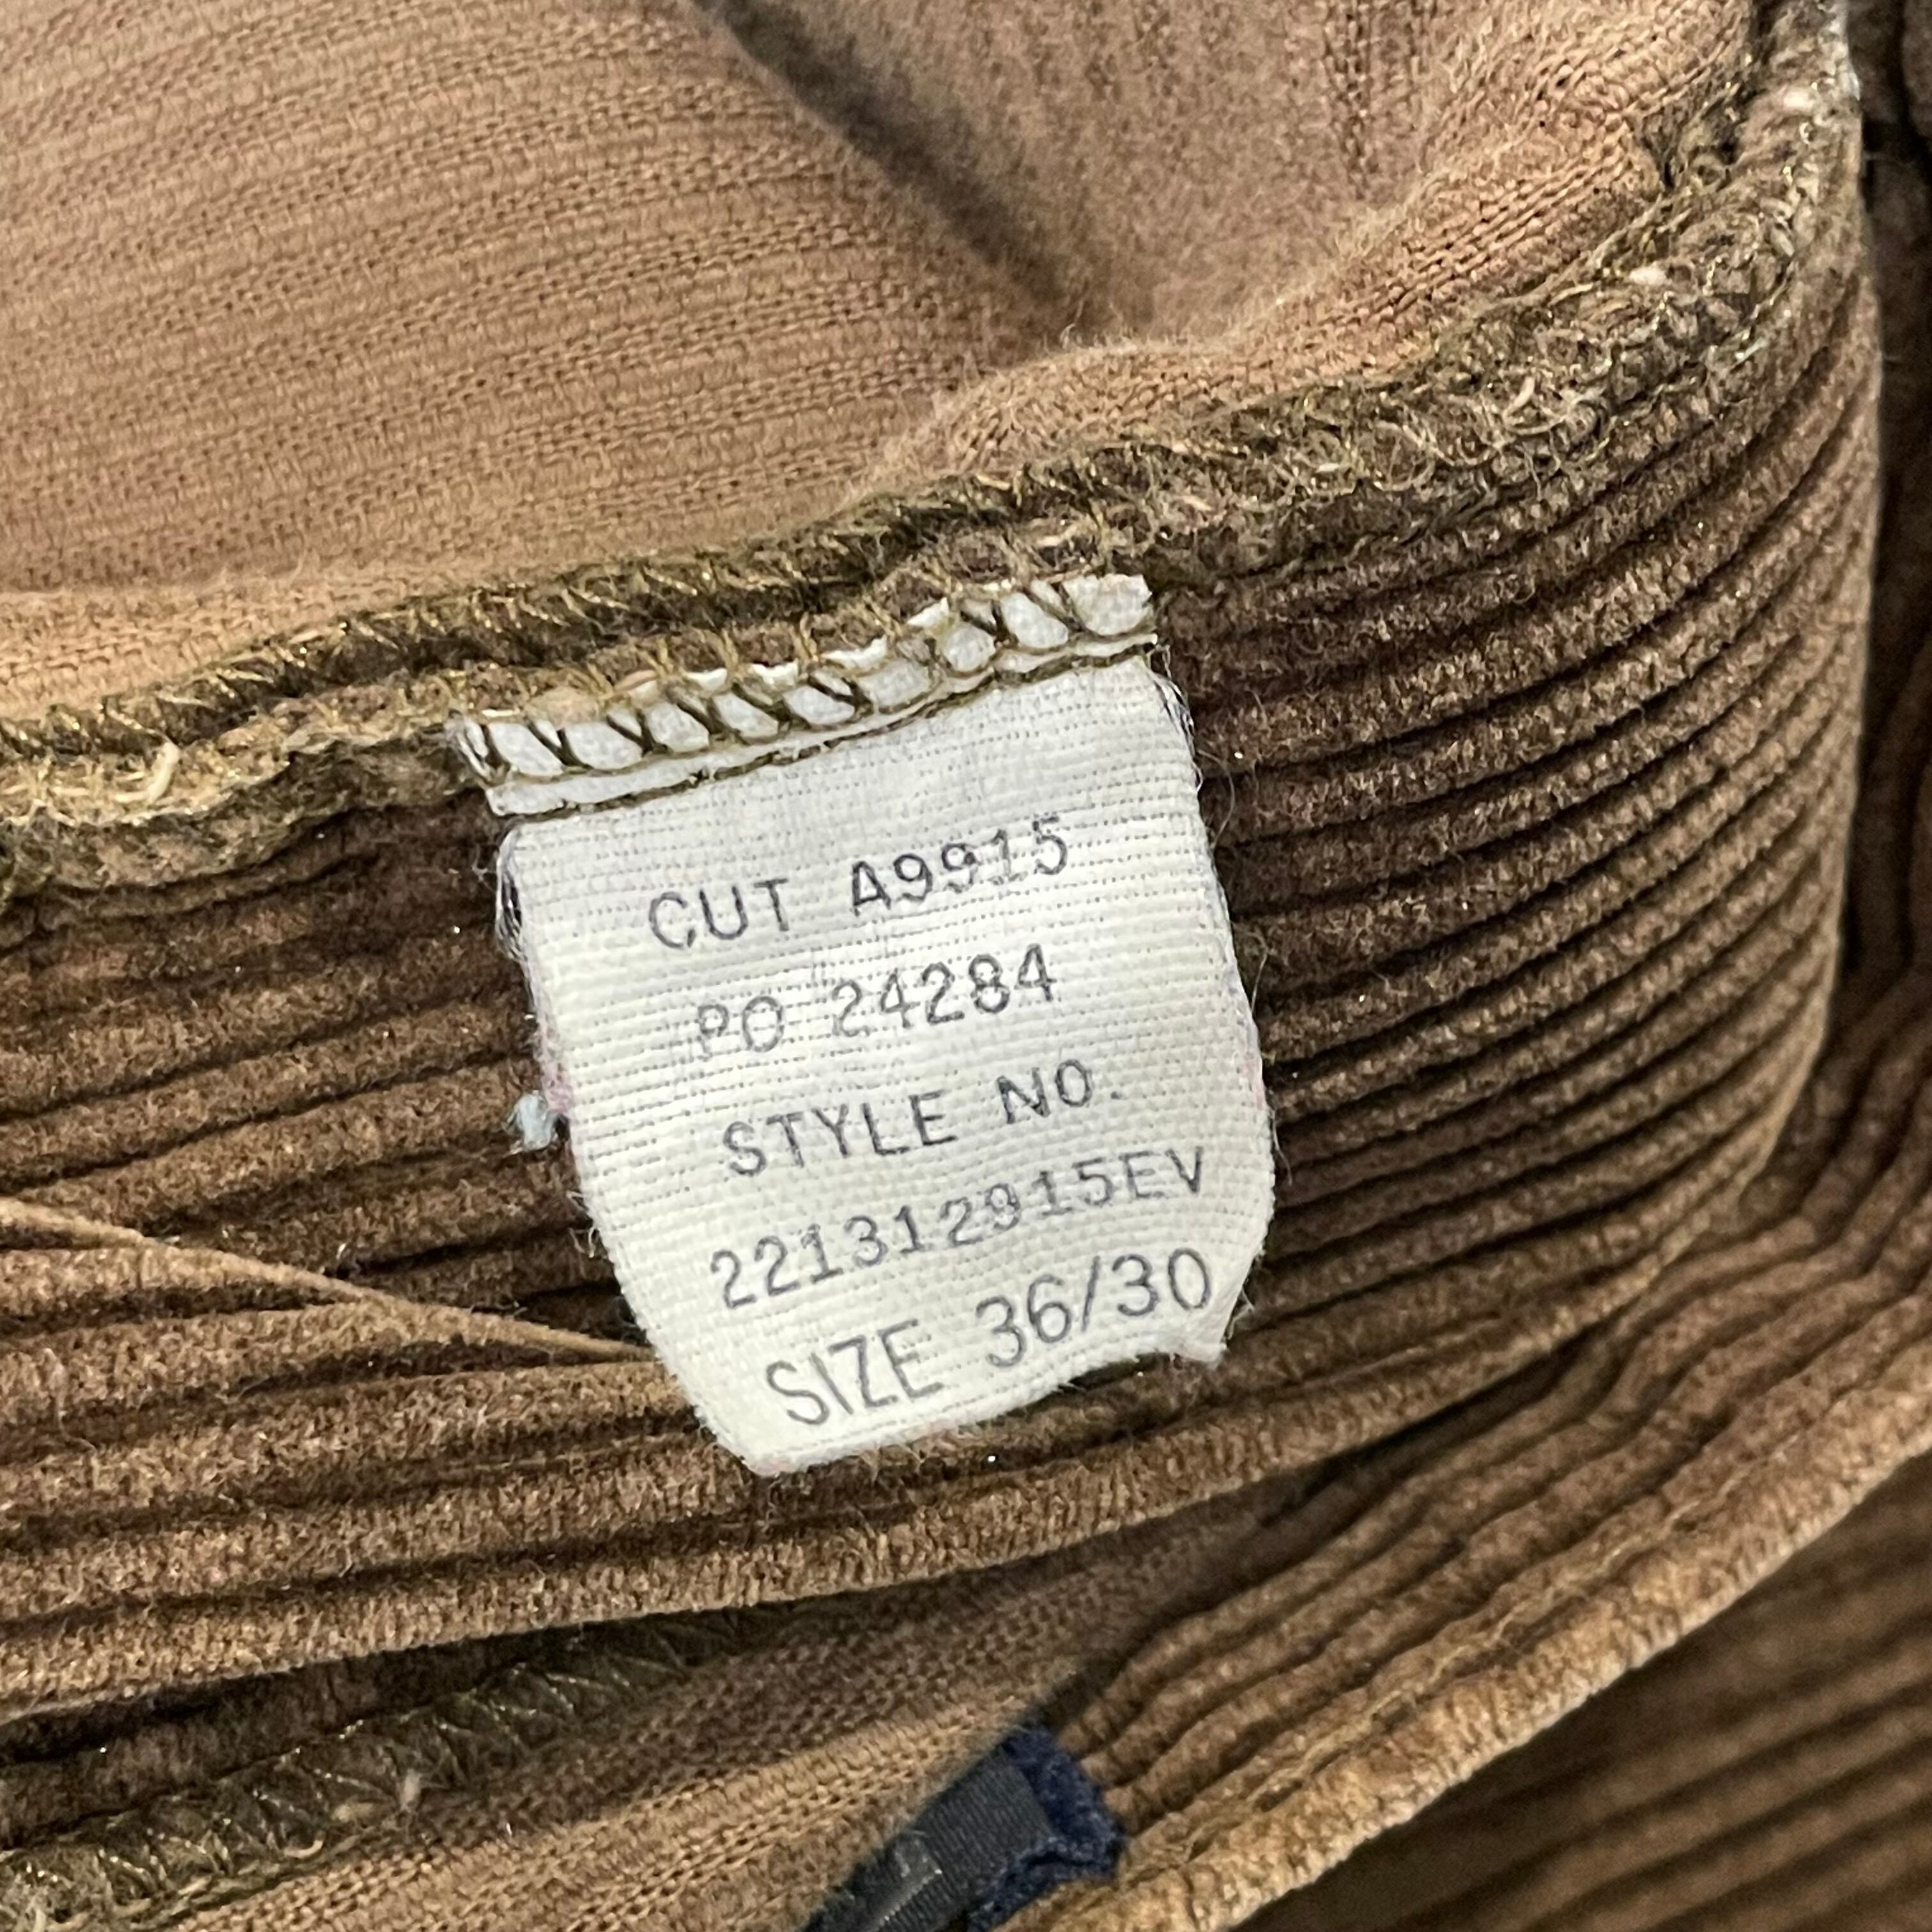 CUT A9915
PO 24284
STYLE NO.
221312915EV
SIZE 36/30